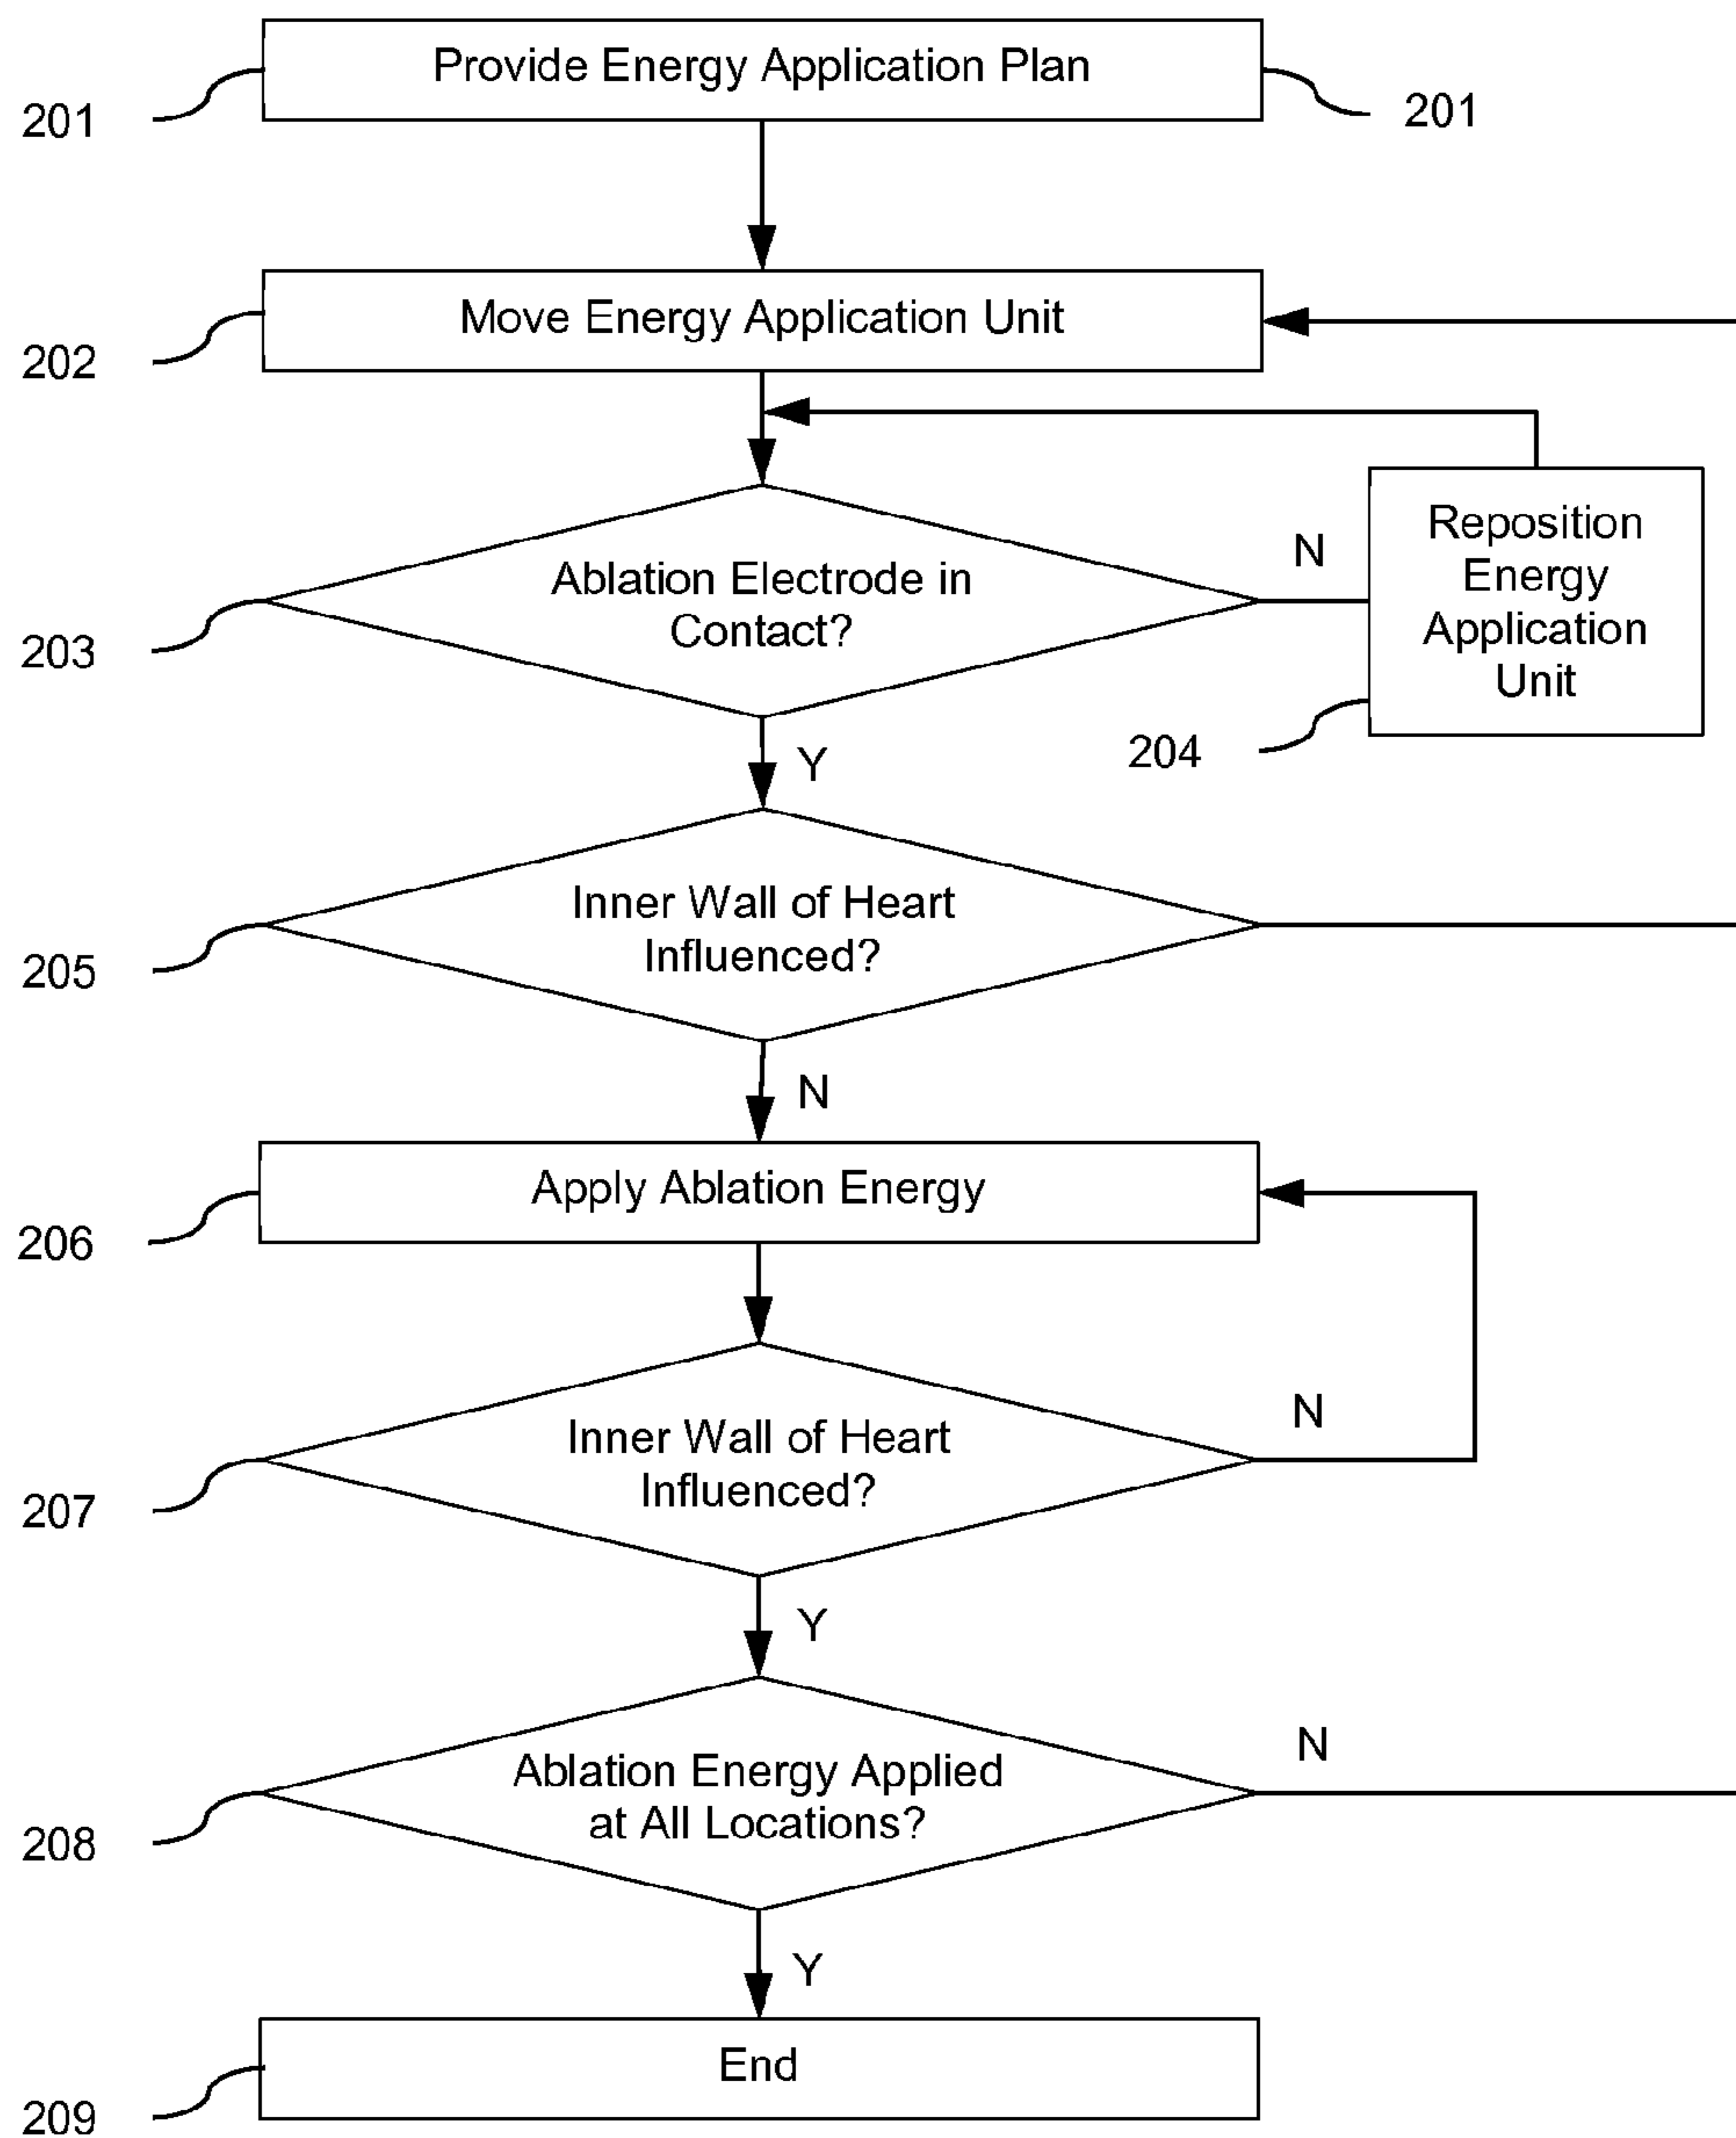 Provide Energy Application Plan
201
201
Move Energy Application Unit
202
Reposition
Energy
Application
Unit
N
Ablation Electrode in
Contact?
203
204
Y
Inner Wall of Heart
Influenced?
205
N
Apply Ablation Energy
206
N
Inner Wall of Heart
Influenced?
207
Y
N
Ablation Energy Applied
at All Locations?
208
Y
End
209